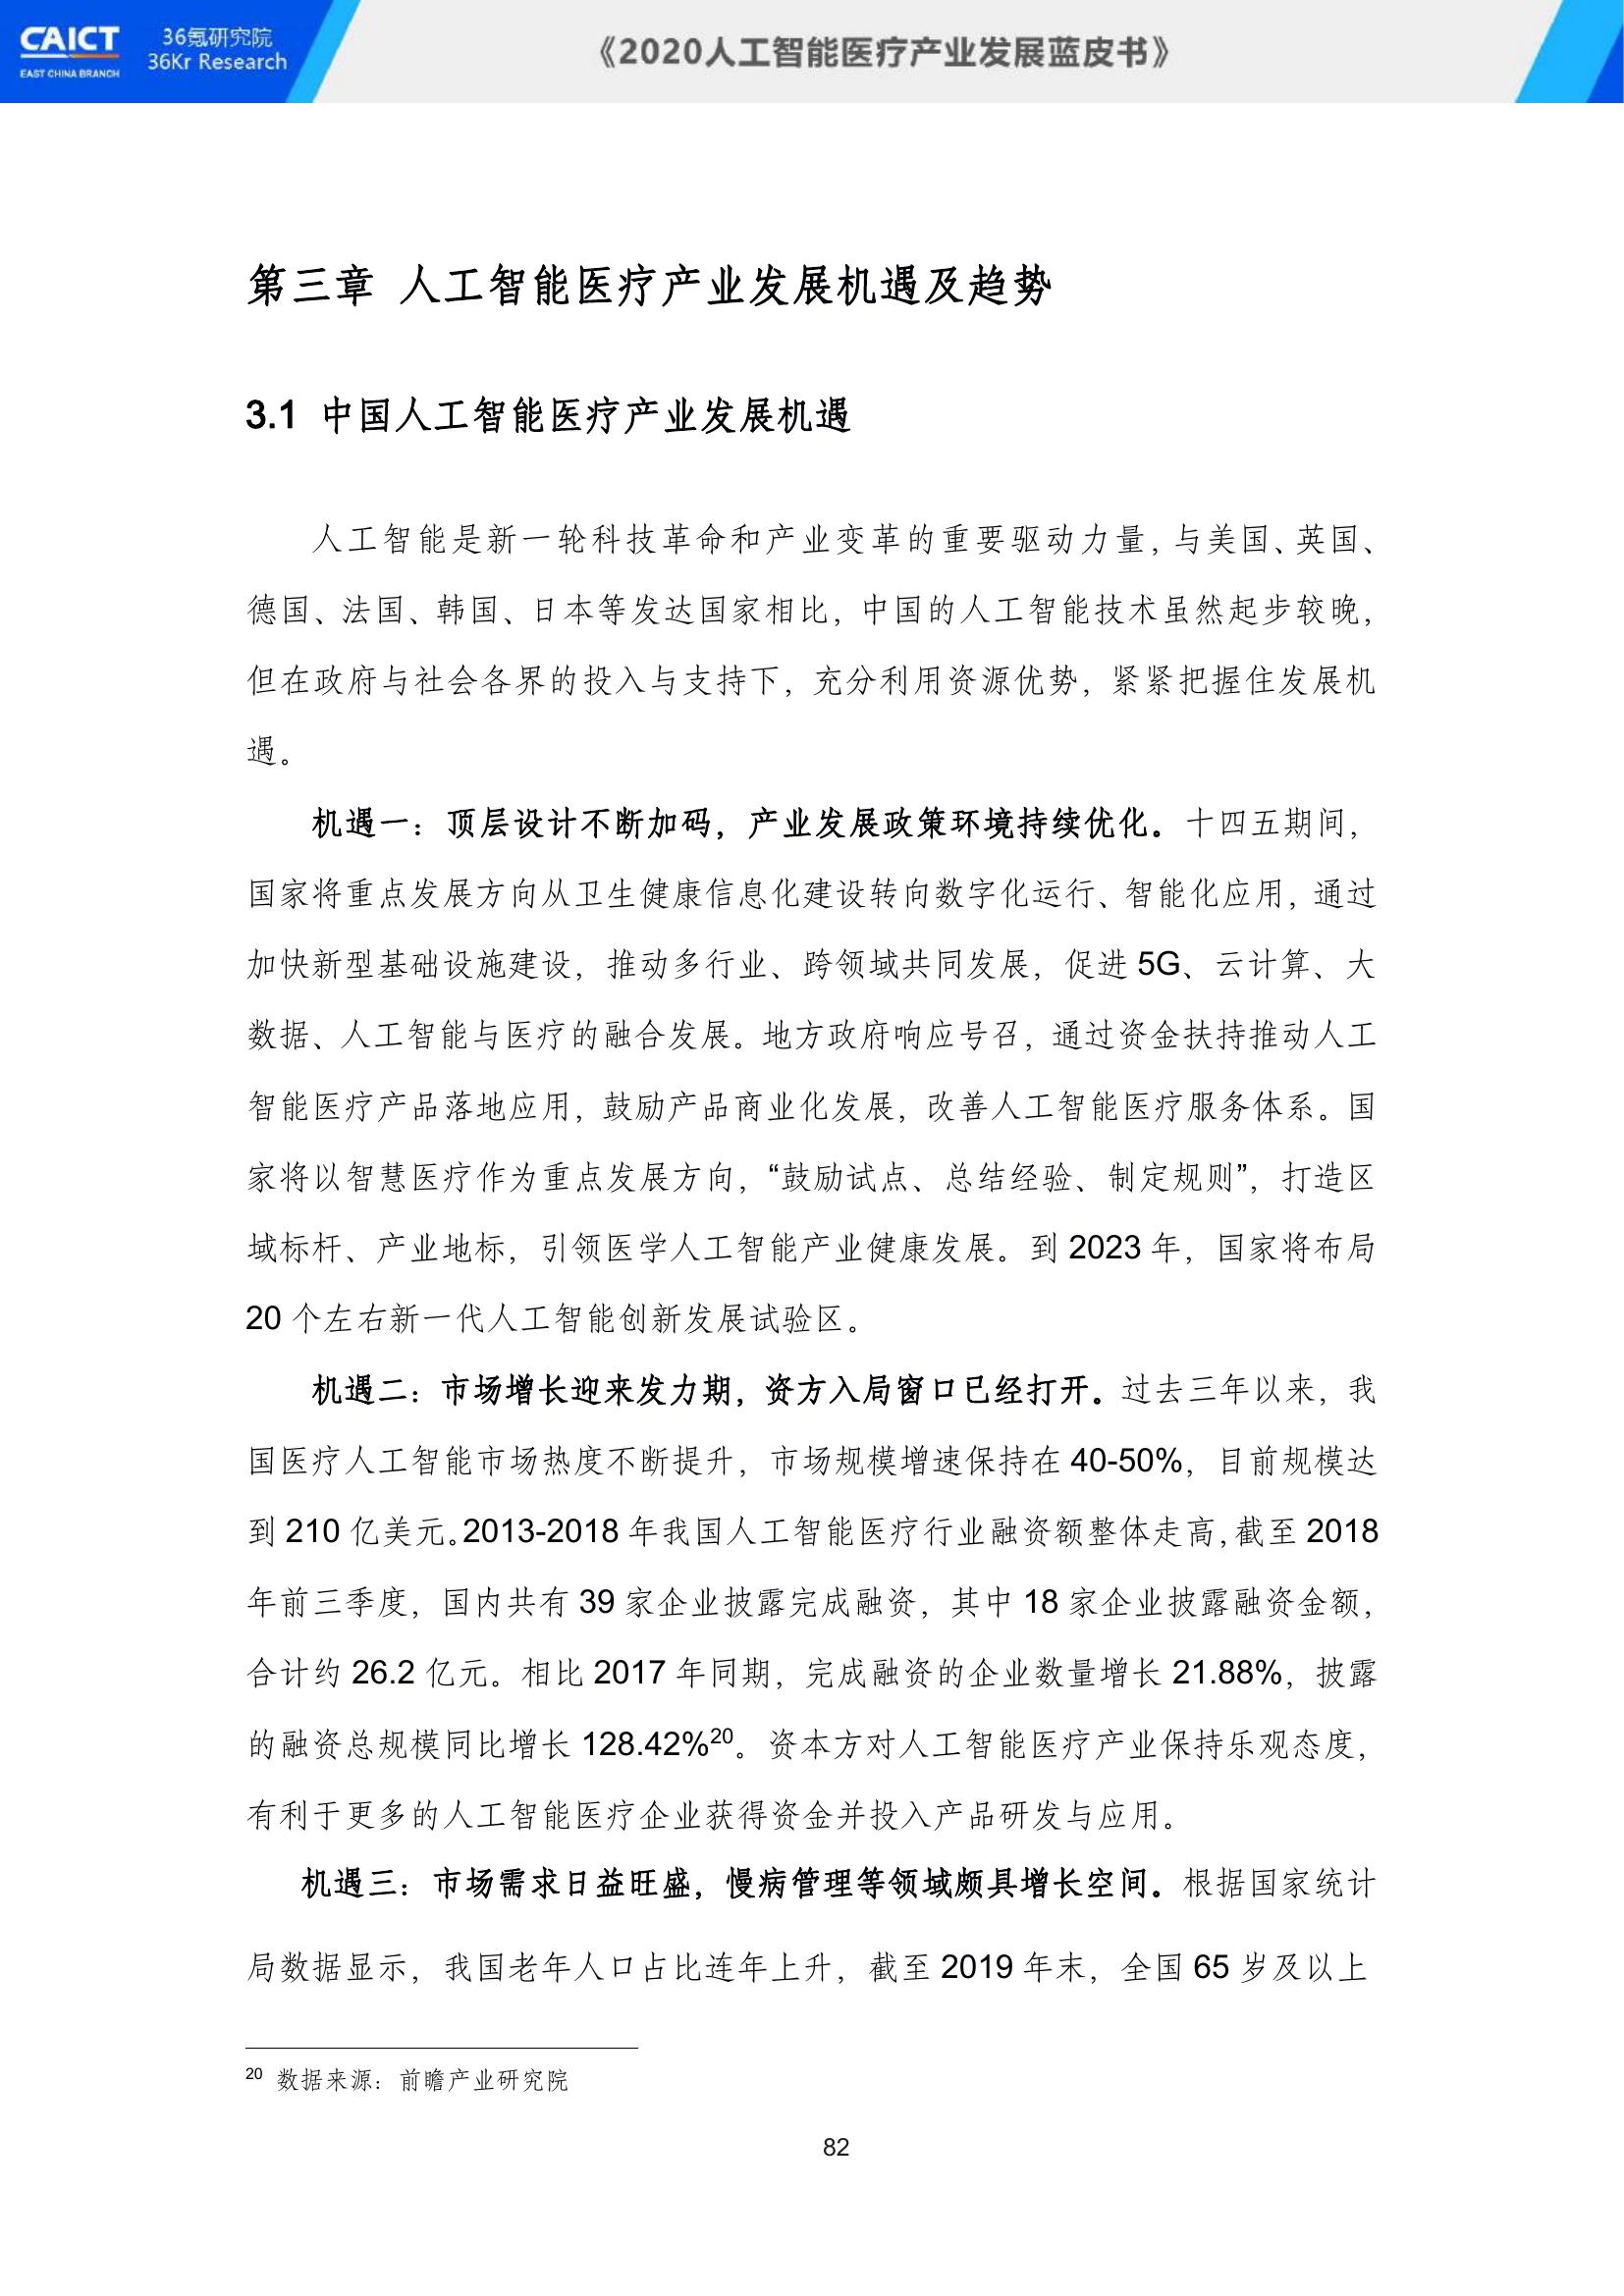 CAICT
EAST CHINA BRANCH
36氪研究院
36Kr Research
《2020人工智能医疗产业发展蓝皮书》
第三章 人工智能医疗产业发展机遇及趋势
3.1 中国人工智能医疗产业发展机遇
人工智能是新一轮科技革命和产业变革的重要驱动力量，与美国、英国、
德国、法国、韩国、日本等发达国家相比，中国的人工智能技术虽然起步较晚，
但在政府与社会各界的投入与支持下，充分利用资源优势，紧紧把握住发展机
遇。
机遇一：顶层设计不断加码，产业发展政策环境持续优化。十四五期间，
国家将重点发展方向从卫生健康信息化建设转向数字化运行、智能化应用，通过
加快新型基础设施建设，推动多行业、跨领域共同发展，促进 5G、云计算、大
数据、人工智能与医疗的融合发展。地方政府响应号召，通过资金扶持推动人工
智能医疗产品落地应用，鼓励产品商业化发展，改善人工智能医疗服务体系。国
家将以智慧医疗作为重点发展方向，“鼓励试点、总结经验、制定规则”，打造区
域标杆、产业地标，引领医学人工智能产业健康发展。到 2023 年，国家将布局
20 个左右新一代人工智能创新发展试验区。
机遇二：市场增长迎来发力期，资方入局窗口已经打开。过去三年以来，我
国医疗人工智能市场热度不断提升，市场规模增速保持在 40-50%，目前规模达
到 210 亿美元。2013-2018 年我国人工智能医疗行业融资额整体走高，截至 2018
年前三季度，国内共有 39 家企业披露完成融资，其中 18 家企业披露融资金额，
合计约 26.2 亿元。相比 2017 年同期，完成融资的企业数量增长 21.88%，披露
的融资总规模同比增长 128.42%20。资本方对人工智能医疗产业保持乐观态度，
有利于更多的人工智能医疗企业获得资金并投入产品研发与应用。
机遇三：市场需求日益旺盛，慢病管理等领域颇具增长空间。根据国家统计
局数据显示，我国老年人口占比连年上升，截至 2019 年末，全国 65 岁及以上
20 数据来源：前瞻产业研究院
82